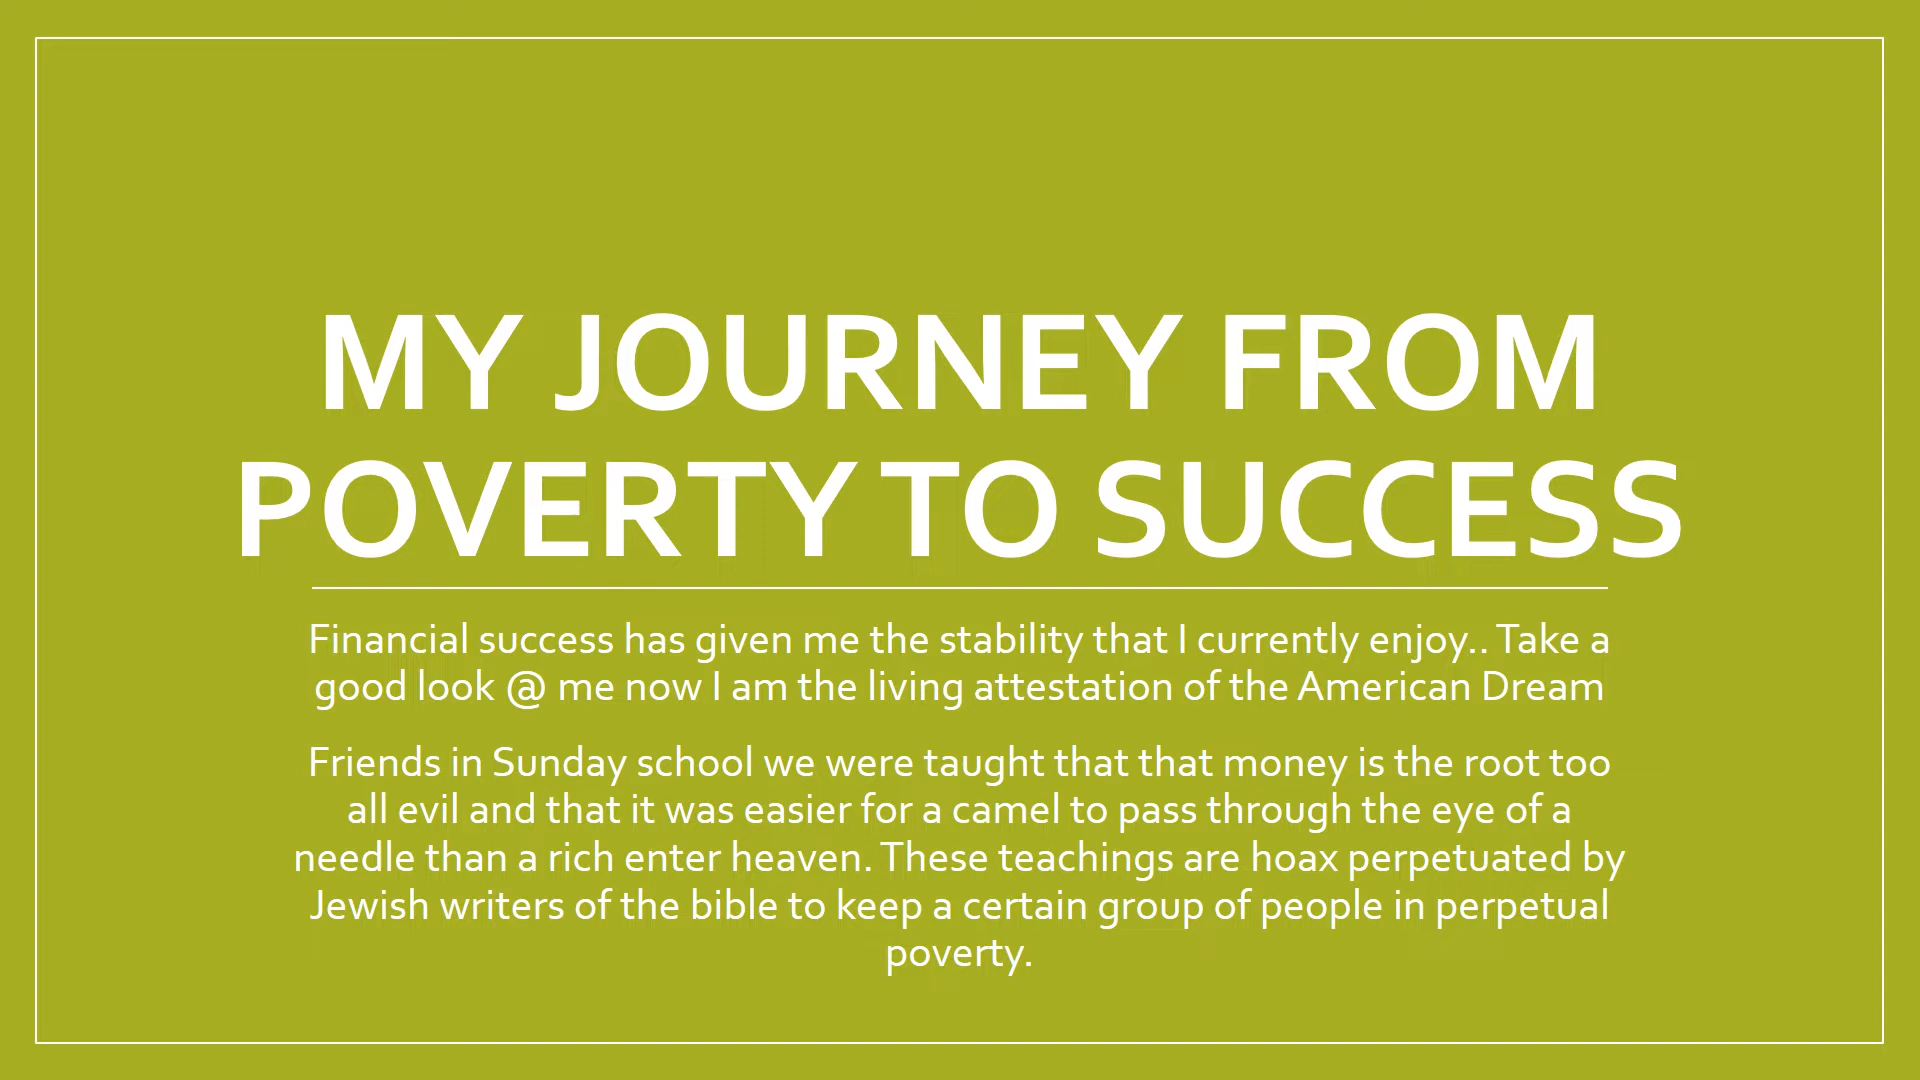 MY JOURNEY FROM
POVERTY TO SUCCESS
Financial success has given me the stability that I currently enjoy.. Take a
good look @ me now I am the living attestation of the American Dream
Friends in Sunday school we were taught that that money is the root too
all evil and that it was easier for a camel to pass through the eye of a
needle than a rich enter heaven. These teachings are hoax perpetuated by
Jewish writers of the bible to keep a certain group of people in perpetual
poverty.